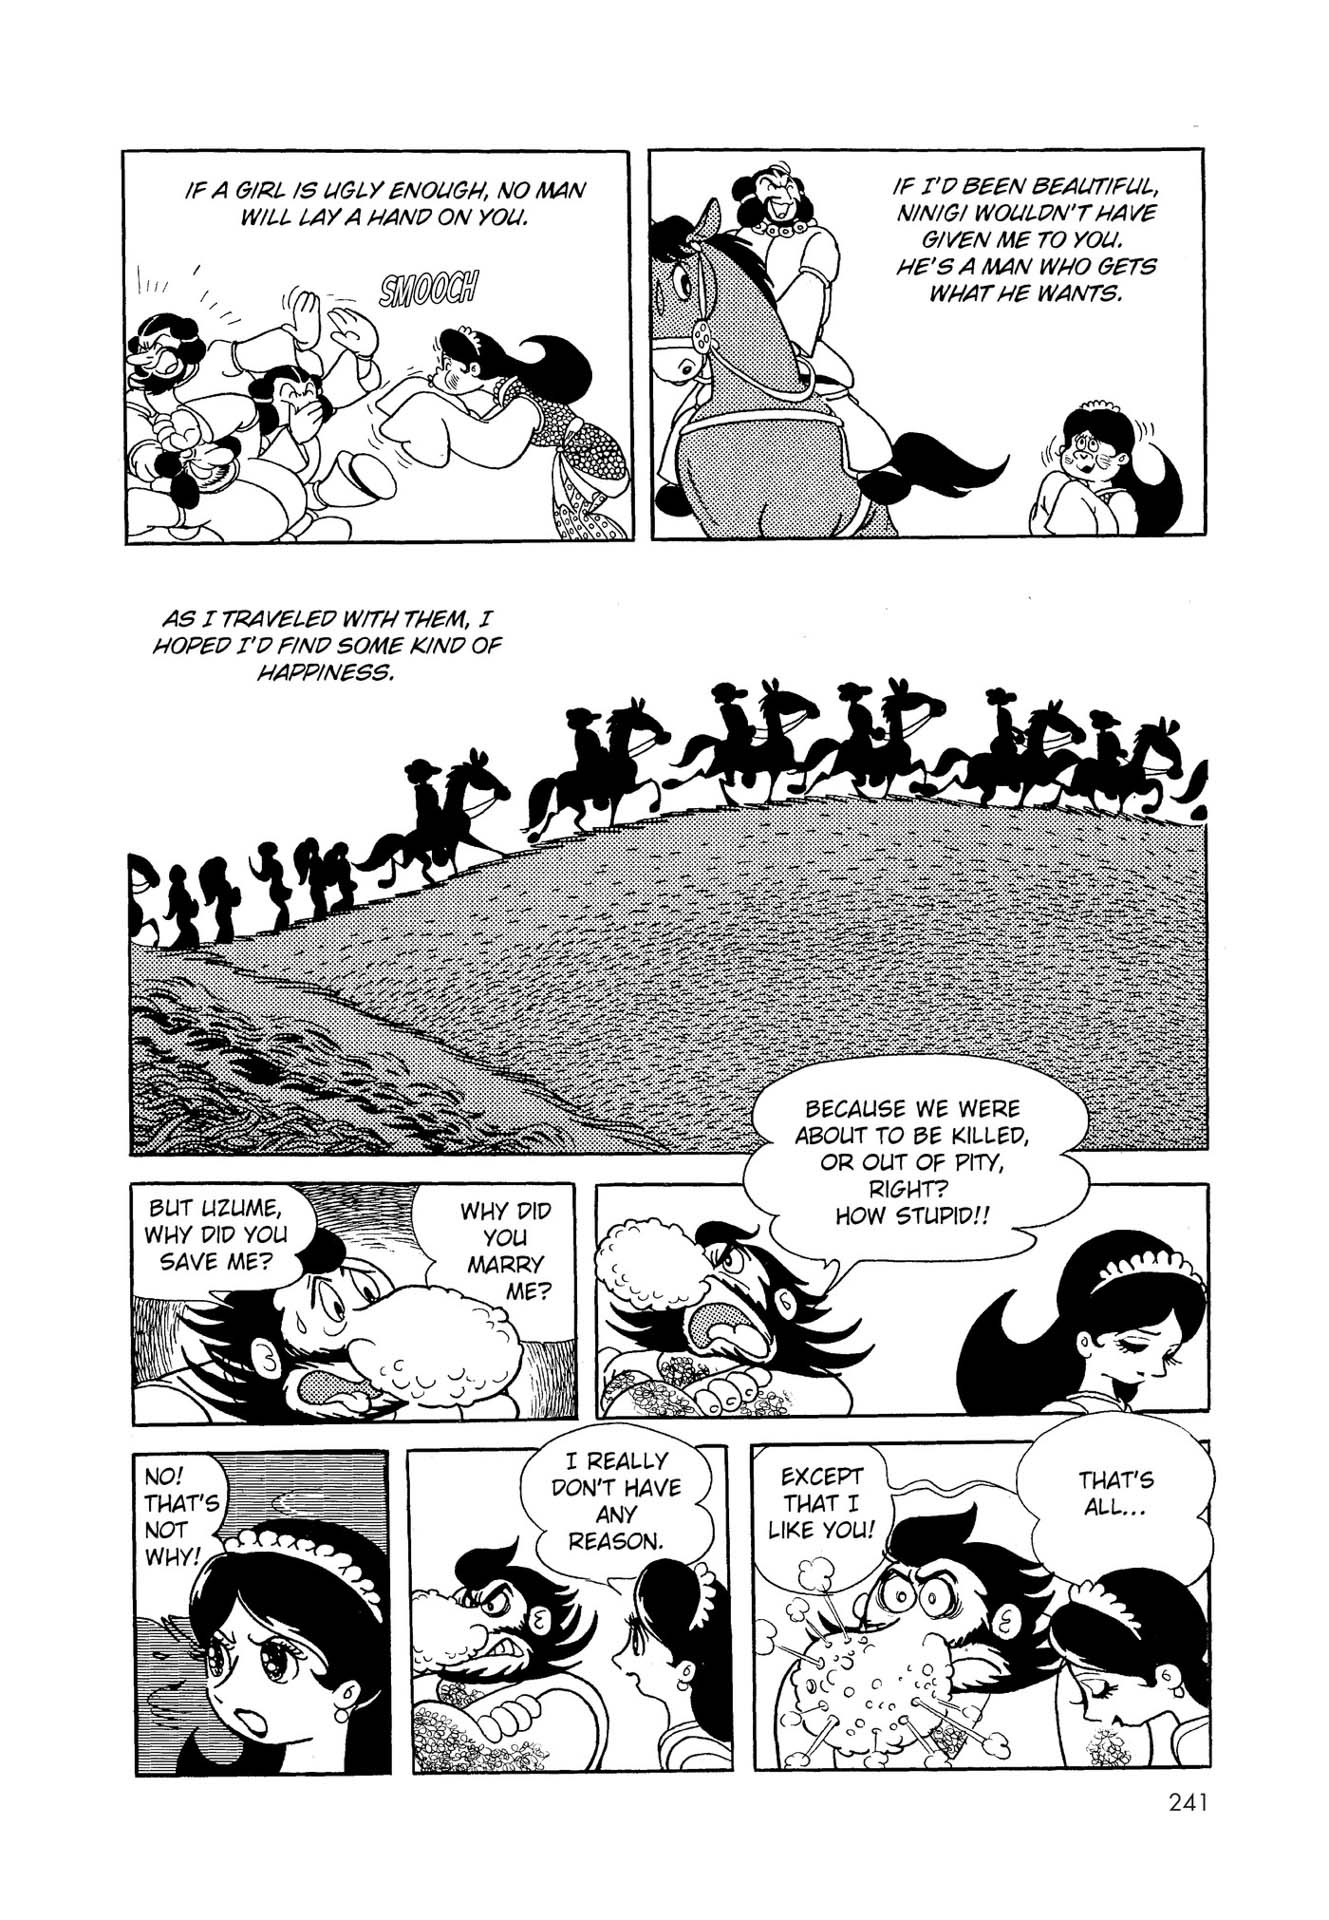 IF A GIRL IS UGLY ENOUGH, NO MAN
WILL LAY A HAND ON YOU.
SMOOCH
IF I'D BEEN BEAUTIFUL,
NINIGI WOULDN'T HAVE
GIVEN ME TO YOU.
HE'S A MAN WHO GETS
WHAT HE WANTS.
AS I TRAVELED WITH THEM, I
HOPED I'D FIND SOME KIND OF
HAPPINESS.
BUT UZUME,
WHY DID YOU
SAVE ME?
WHY DID
YOU
MARRY
ME?
BECAUSE WE WERE
ABOUT TO BE KILLED,
OR OUT OF PITY,
RIGHT?
HOW STUPID!!
NO!
THAT'S
NOT
WHY!
I REALLY
DON'T HAVE
ANY
REASON.
EXCEPT
THAT I
LIKE YOU!
THAT'S
ALL...
241